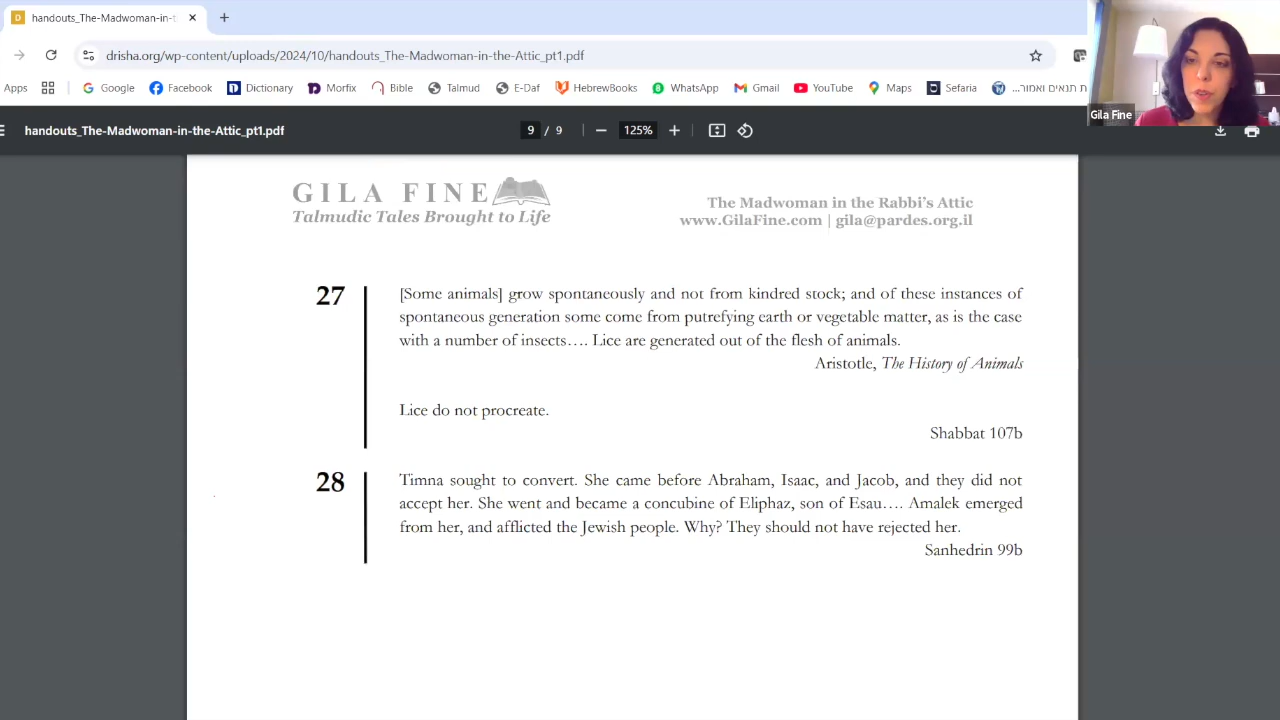 D handouts_The-Madwoman-in-t
drisha.org/wp-content/uploads/2024/10/handouts_The-Madwoman-in-the-Attic_pt1.pdf
Apps Google Facebook Dictionary Morfix Bible Talmud E-Daf HebrewBooks WhatsApp Gmail YouTube Maps Sefaria ת תנאים ואמור...
Gila Fine
handouts_The-Madwoman-in-the-Attic_pt1.pdf 9 / 9 125%
GILA FINE
Talmudic Tales Brought to Life
The Madwoman in the Rabbi's Attic
www.GilaFine.com | gila@pardes.org.il
27
[Some animals] grow spontaneously and not from kindred stock; and of these instances of
spontaneous generation some come from putrefying earth or vegetable matter, as is the case
with a number of insects…. Lice are generated out of the flesh of animals.
Aristotle, The History of Animals
Lice do not procreate.
Shabbat 107b
28
Timna sought to convert. She came before Abraham, Isaac, and Jacob, and they did not
accept her. She went and became a concubine of Eliphaz, son of Esau…. Amalek emerged
from her, and afflicted the Jewish people. Why? They should not have rejected her.
Sanhedrin 99b